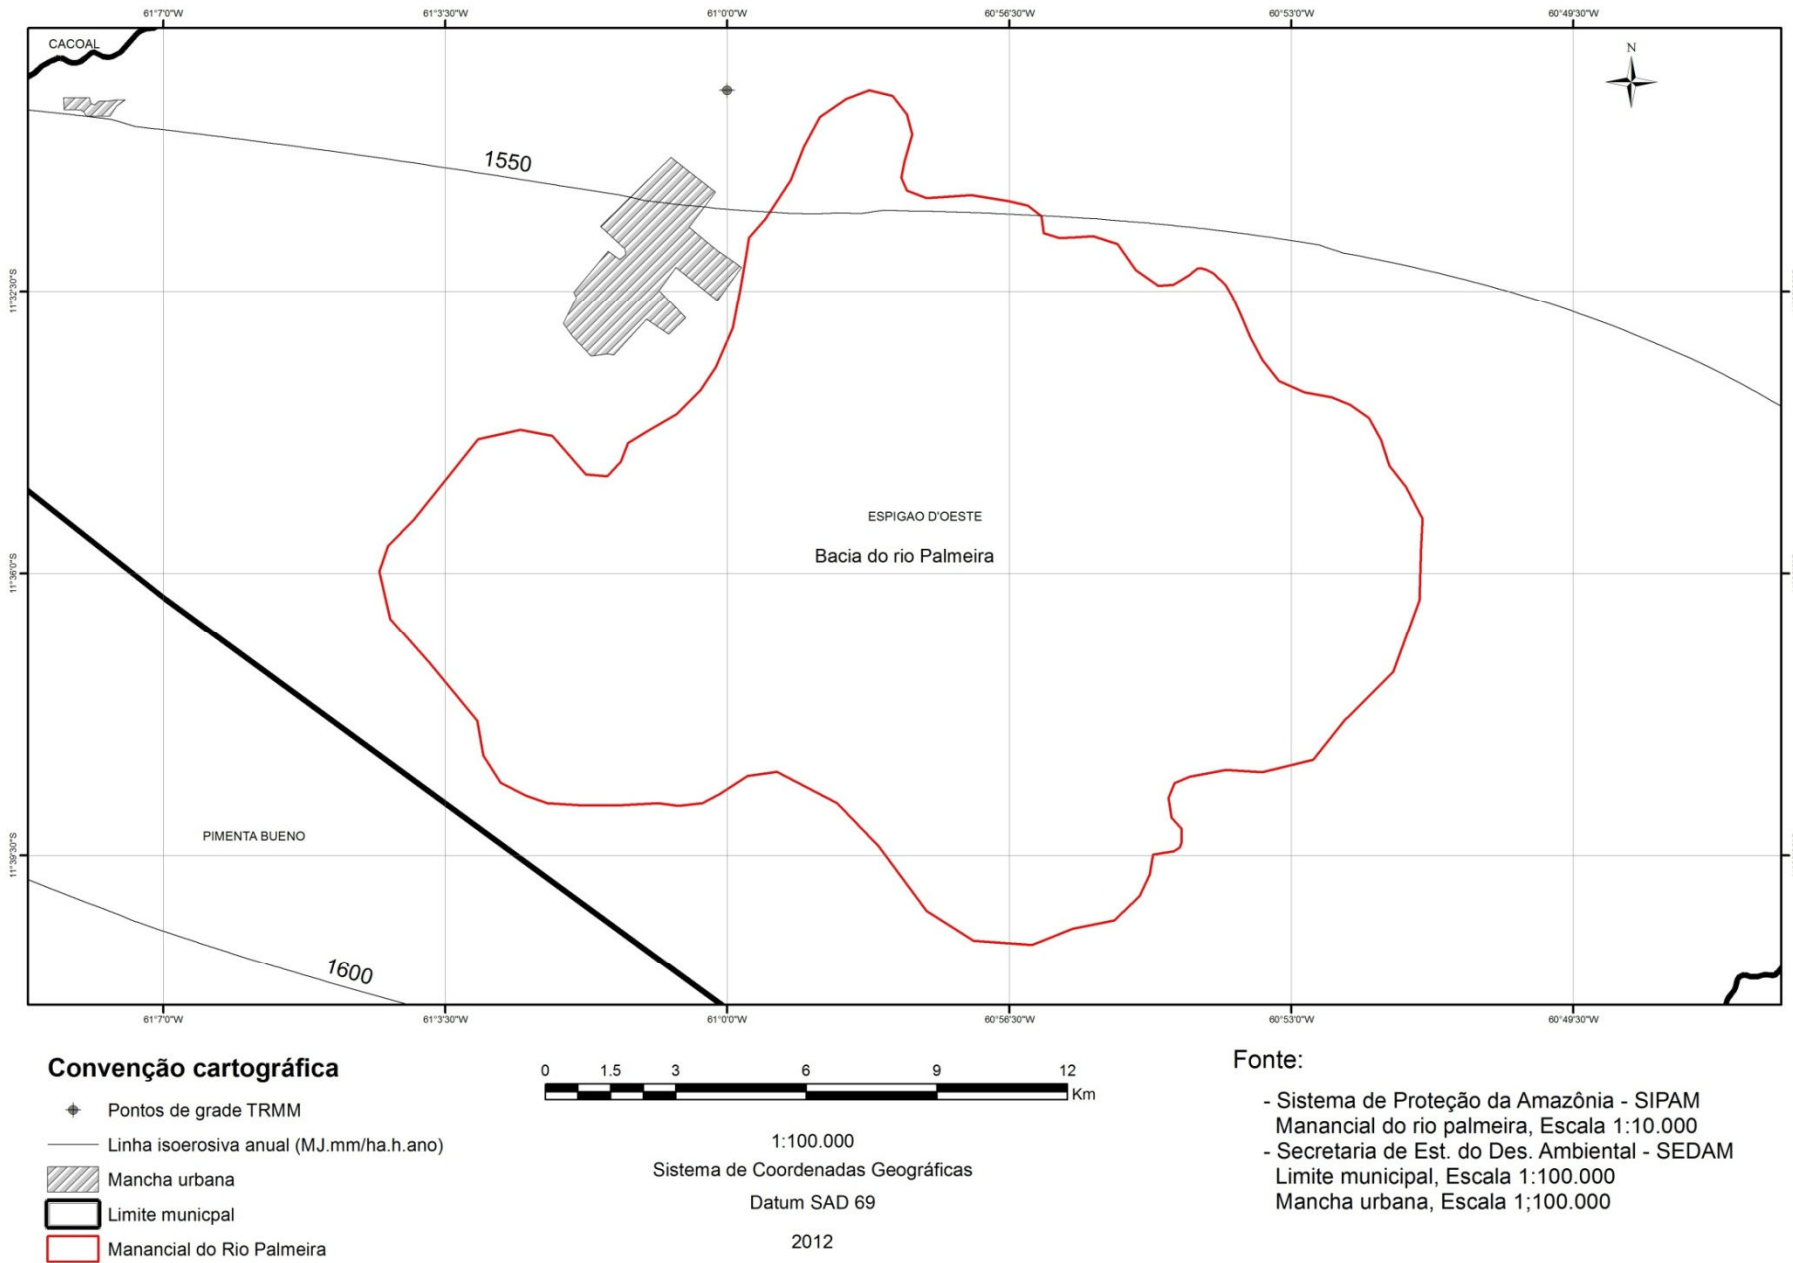 61°7'0"W 61°3'30"W 61°0'0"W 60°56'30"W 60°53'0"W 60°49'30"W
CACOAL
N
1550
11°32'30"S
ESPIGAO D'OESTE
Bacia do rio Palmeira
11°36'0"S
PIMENTA BUENO
11°39'30"S
1600
61°7'0"W 61°3'30"W 61°0'0"W 60°56'30"W 60°53'0"W 60°49'30"W
Convenção cartográfica
Pontos de grade TRMM
Linha isoerosiva anual (MJ.mm/ha.h.ano)
Mancha urbana
Limite municpal
Manancial do Rio Palmeira
0 1.5 3 6 9 12
Km
1:100.000
Sistema de Coordenadas Geográficas
Datum SAD 69
2012
Fonte:
- Sistema de Proteção da Amazônia - SIPAM
Manancial do rio palmeira, Escala 1:10.000
- Secretaria de Est. do Des. Ambiental - SEDAM
Limite municipal, Escala 1:100.000
Mancha urbana, Escala 1;100.000